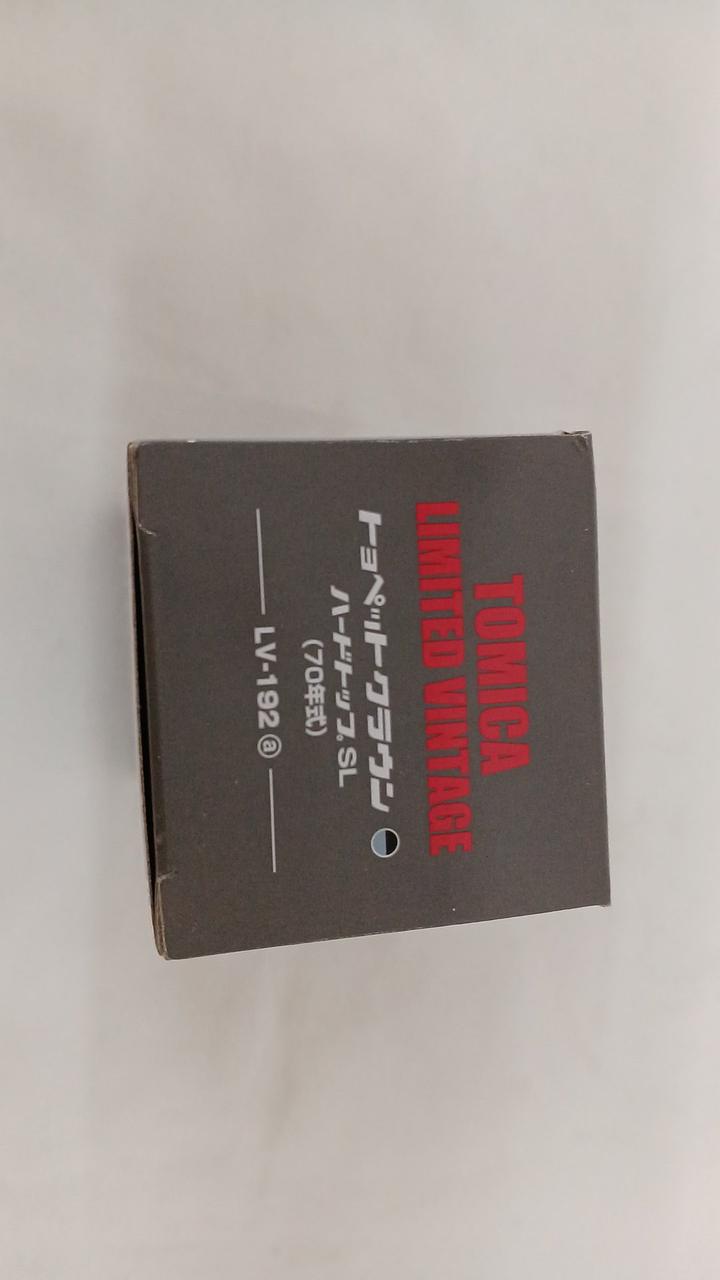 TOMICA
LIMITED VINTAGE
トヨペット クラウン
ハードトップ SL
(70年式)
LV-192 ⓐ